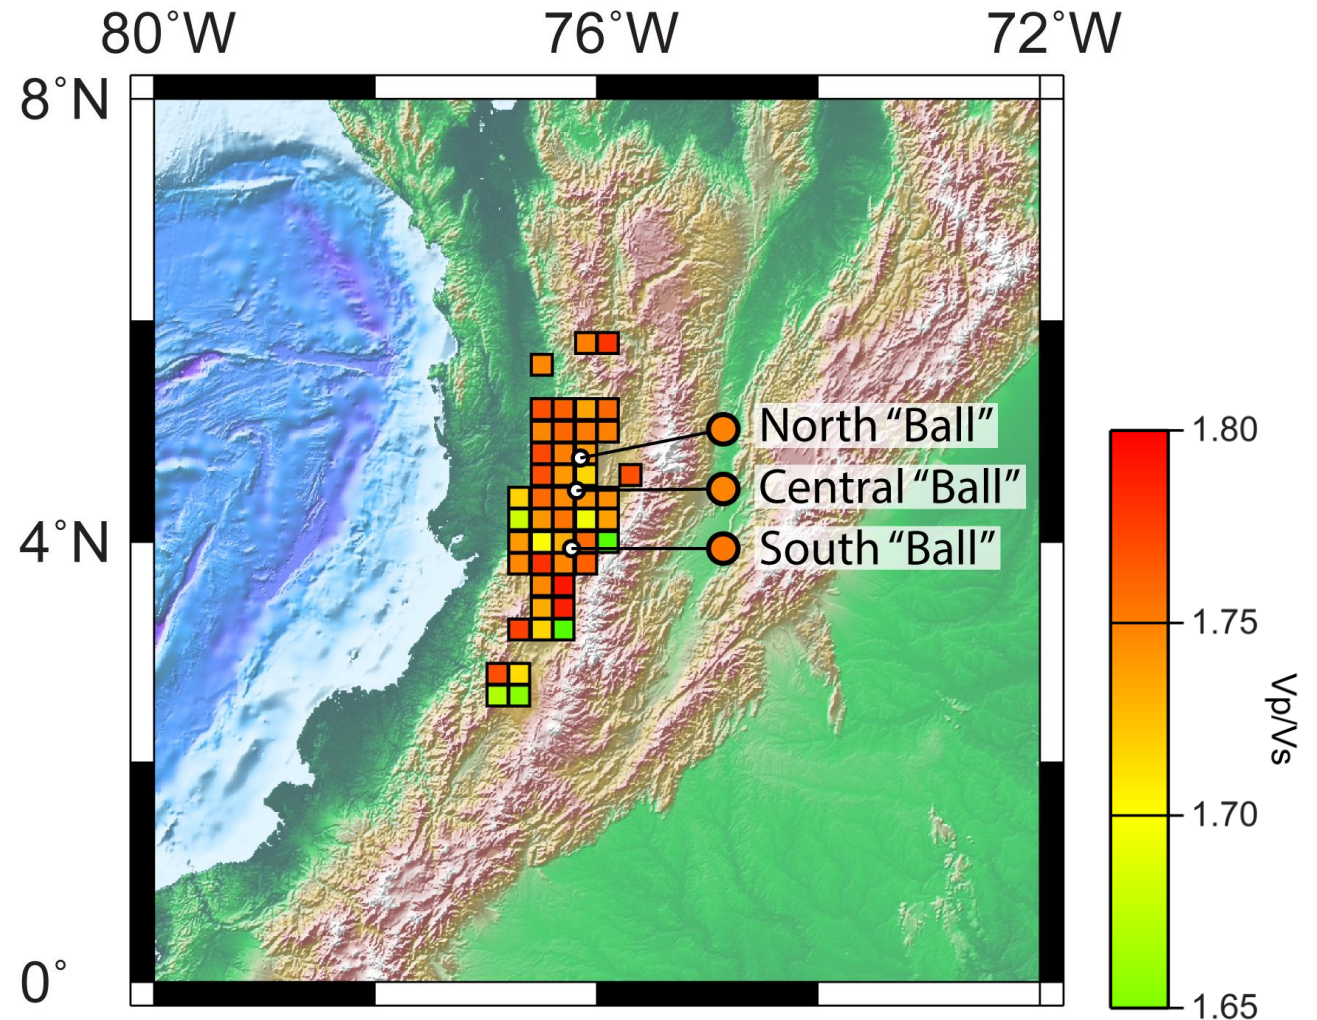 80°W 76°W 72°W
8°N
North “Ball”
1.80
Central “Ball”
4°N
South “Ball”
1.75
Vp/Vs
1.70
0°
1.65